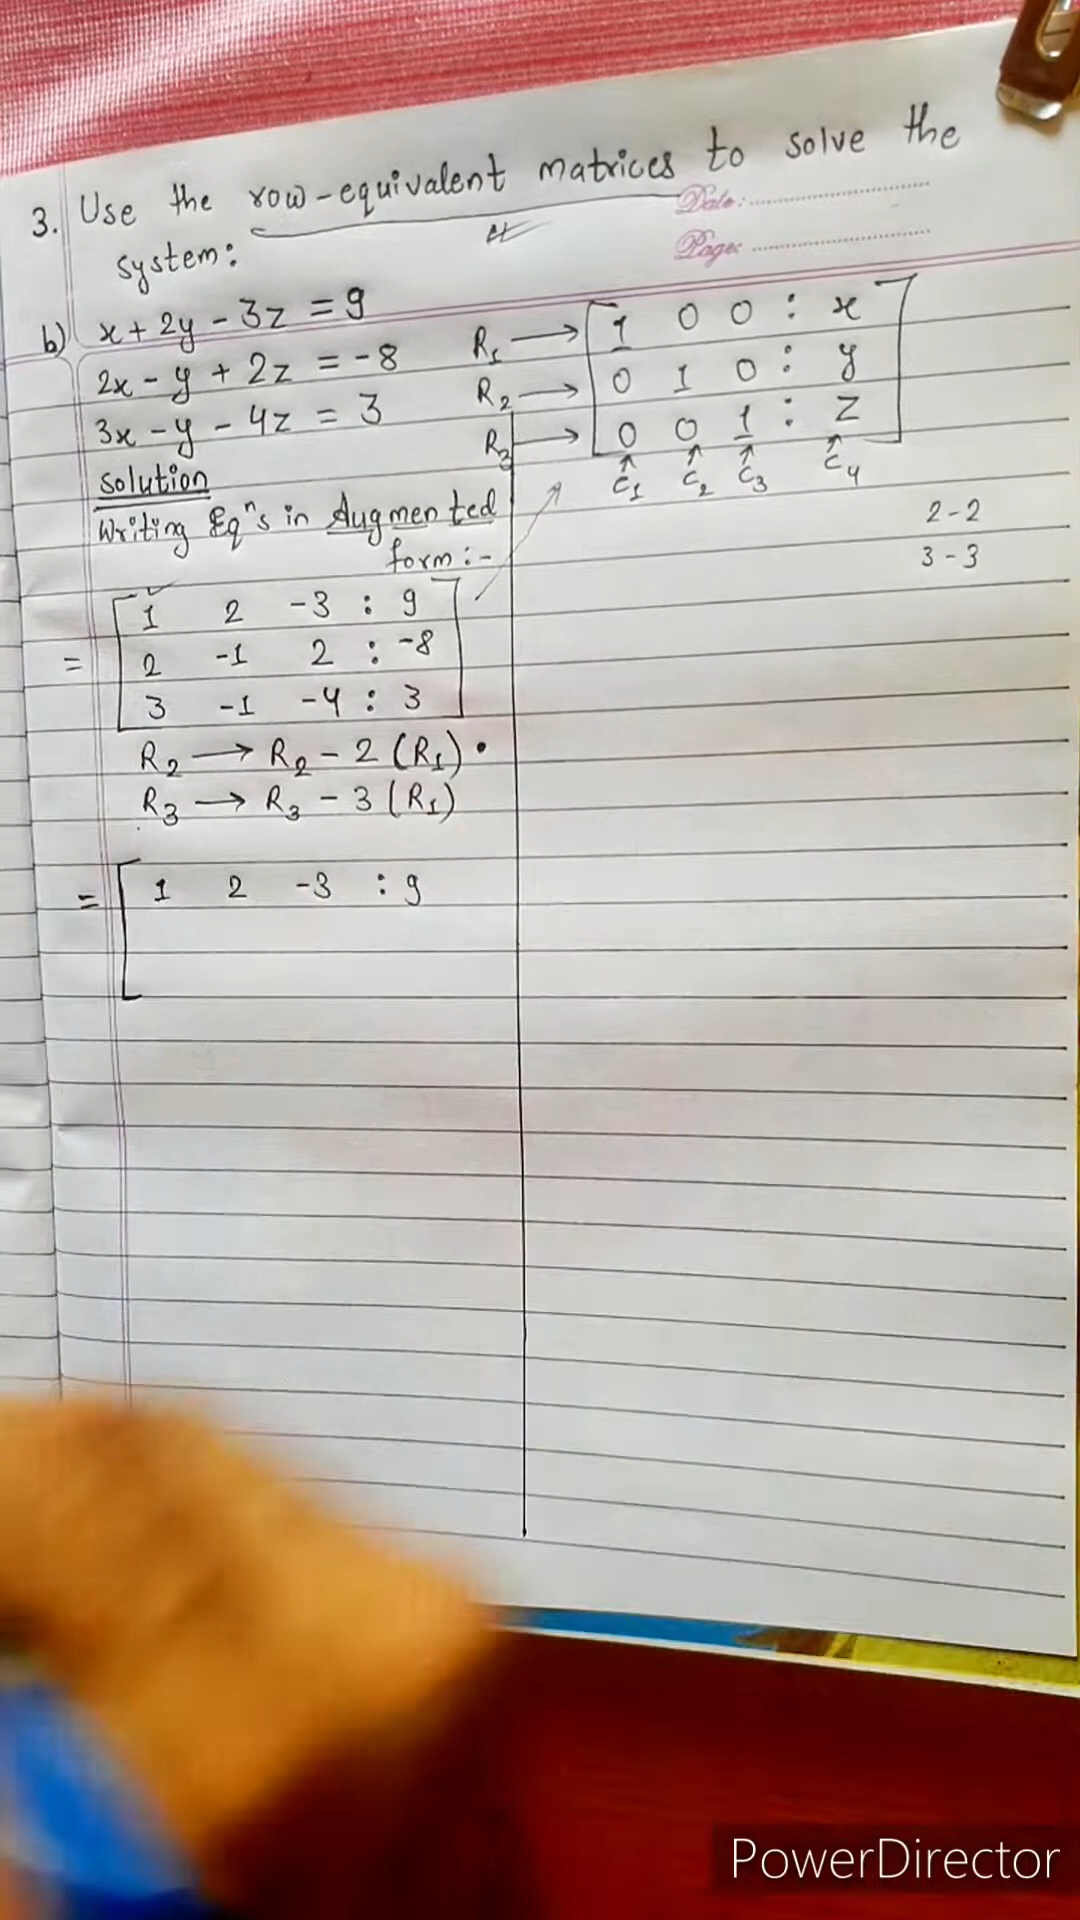 3. Use the row-equivalent matrices to solve the
system:
Date:
Page:
b) x + 2y - 3z = 9
2x - y + 2z = -8
3x - y - 4z = 3
R₁ → [ 1 0 0 : x
R₂ → 0 1 0 : y
R₃ → 0 0 1 : z ]
↑ ↑ ↑ ↑
C₁ C₂ C₃ C₄
solution
Writing Eqⁿs in Augmented
form :-
2 - 2
3 - 3
= [ 1 2 -3 : 9
2 -1 2 : -8
3 -1 -4 : 3 ]
R₂ → R₂ - 2 (R₁) •
R₃ → R₃ - 3 (R₁)
= [ 1 2 -3 : 9
PowerDirector